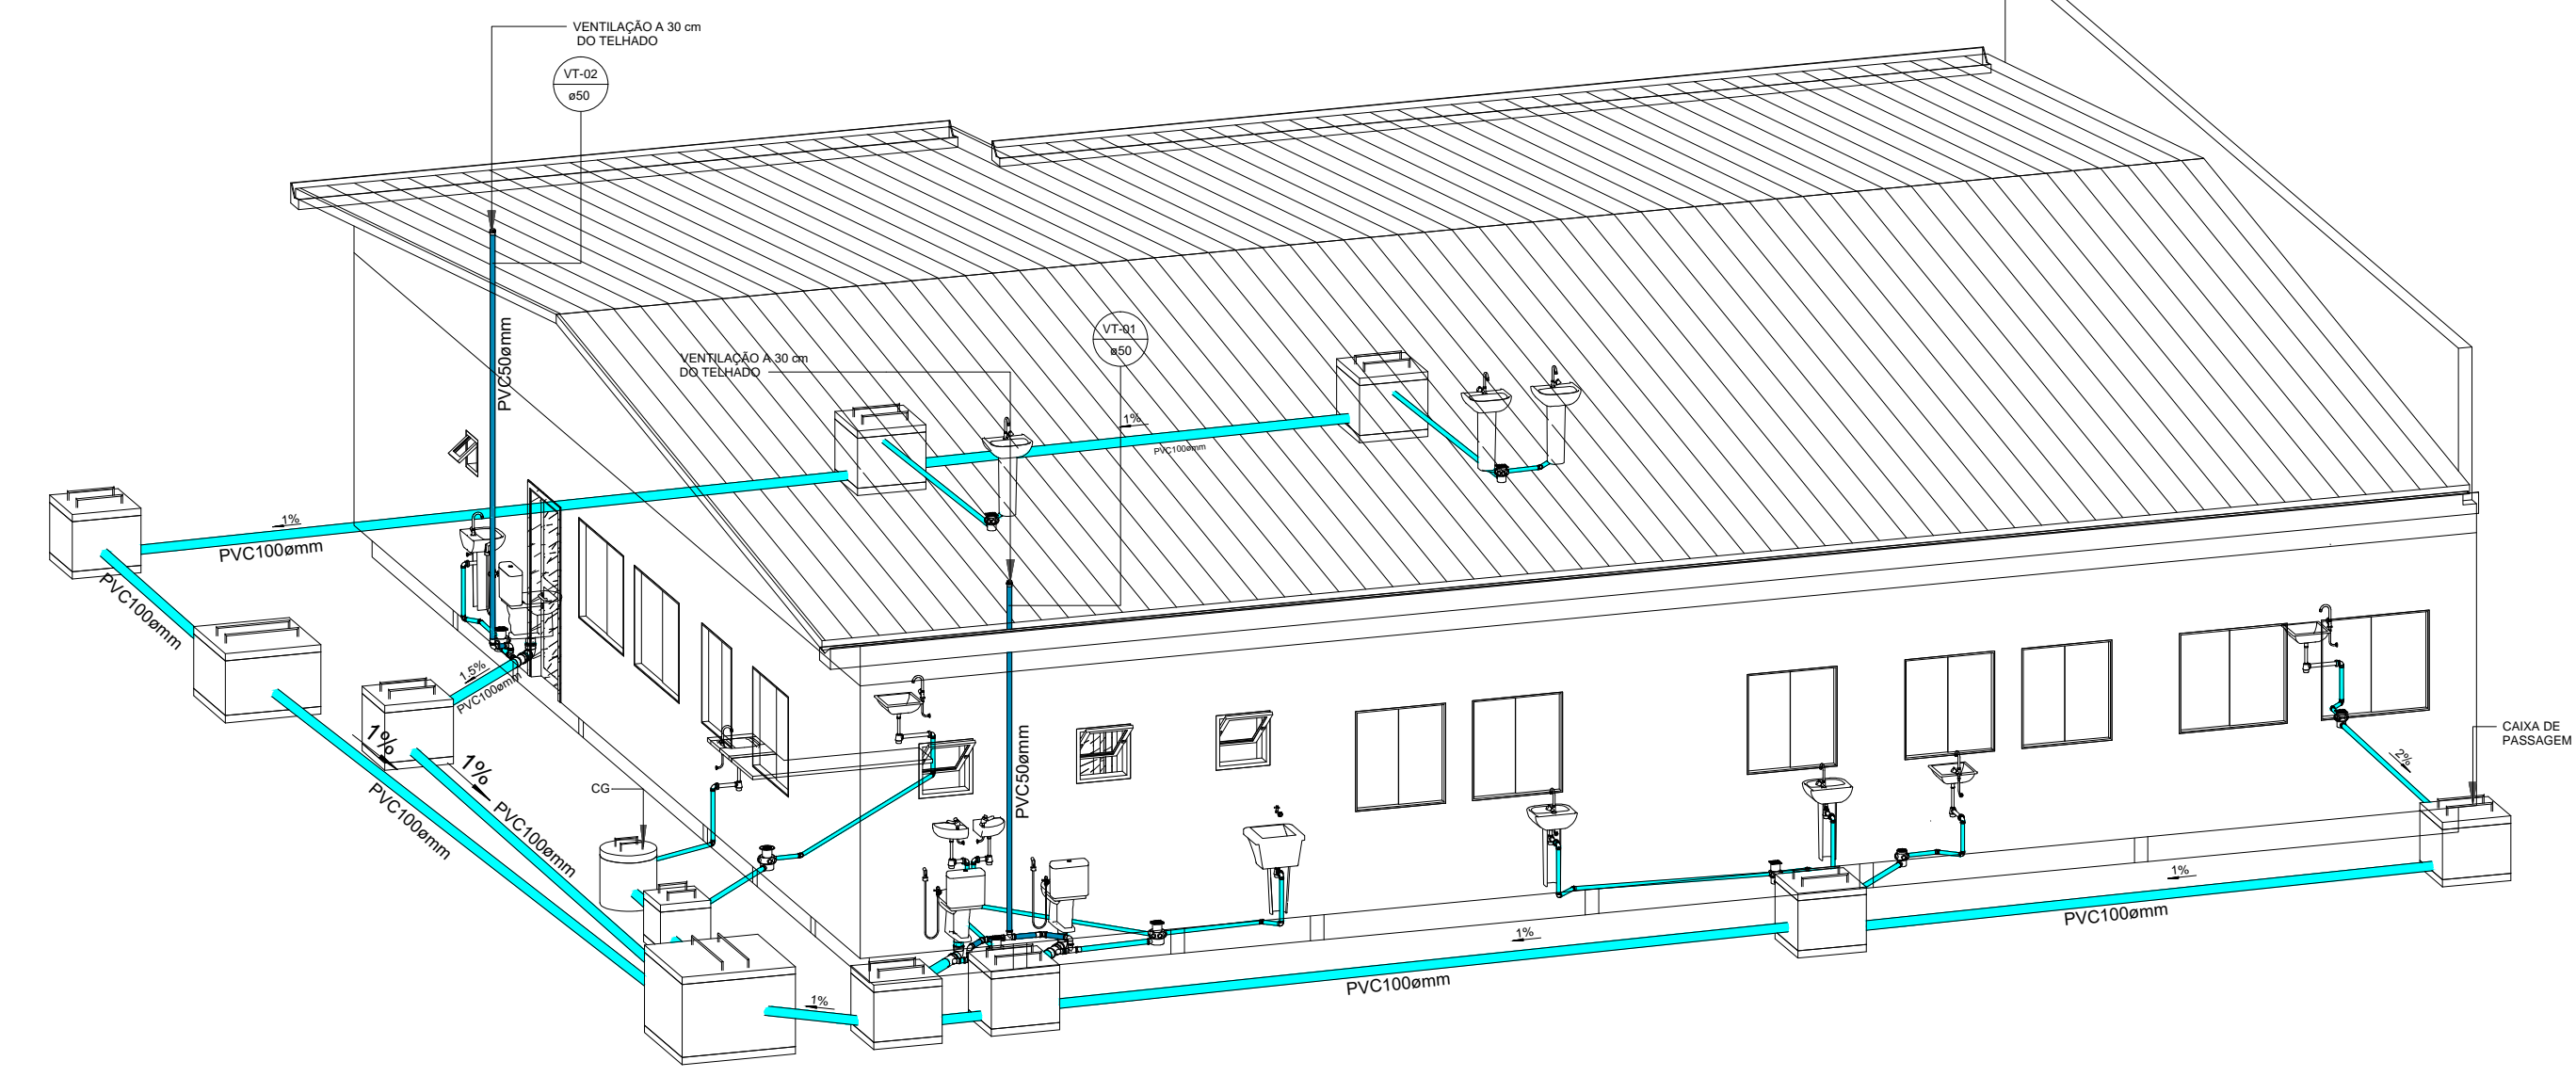 VENTILAÇÃO A 30 cm
DO TELHADO
VT-02
ø50
PVC50ømm
VT-01
ø50
VENTILAÇÃO A 30 cm
DO TELHADO
1%
PVC100ømm
1%
PVC100ømm
PVC100ømm
1.5%
PVC100ømm
1%
PVC100ømm
1%
PVC100ømm
CG
PVC50ømm
CAIXA DE
PASSAGEM
2%
1%
PVC100ømm
1%
PVC100ømm
1%